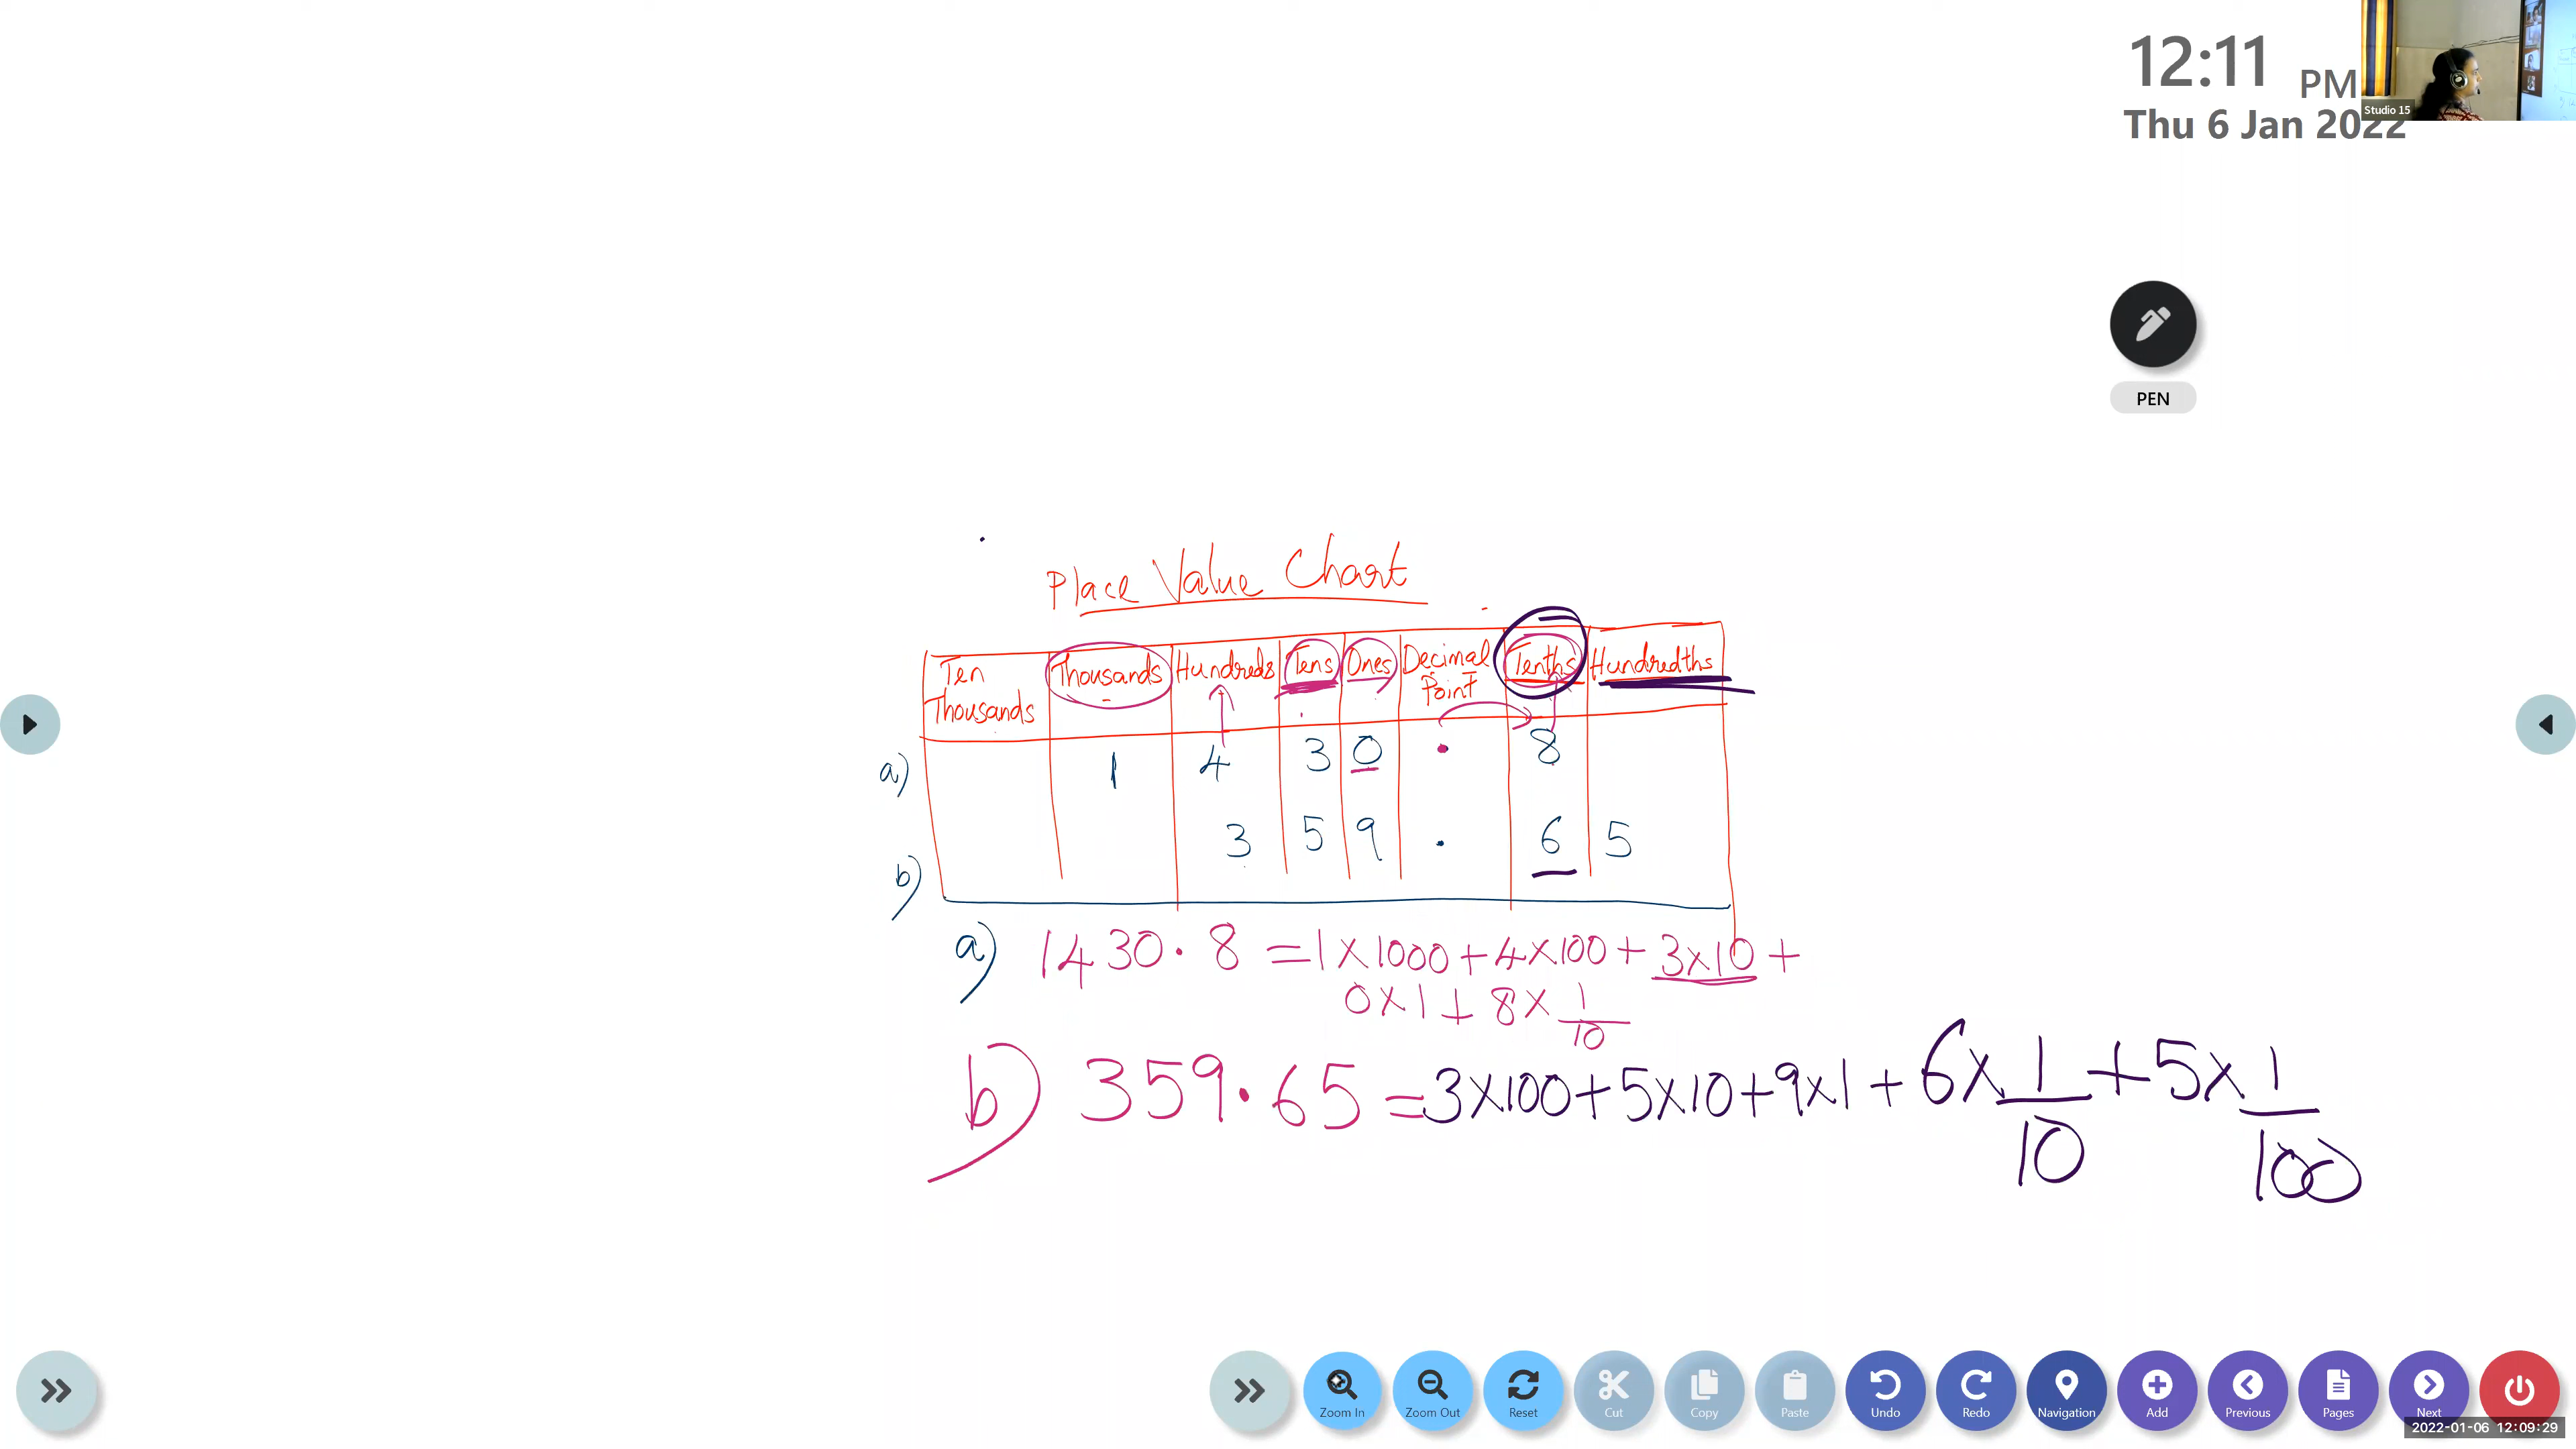 12:11 PM
Thu 6 Jan 2022
Studio 15
PEN
Place Value Chart
Ten Thousands Thousands Hundreds Tens Ones Decimal Point Tenths Hundredths
a) 1 4 3 0 . 8
b) 3 5 9 . 6 5
a) 1430.8 = 1 x 1000 + 4 x 100 + 3 x 10 +
0 x 1 + 8 x 1/10
b) 359.65 = 3 x 100 + 5 x 10 + 9 x 1 + 6 x 1/10 + 5 x 1/100
Zoom In Zoom Out Reset Cut Copy Paste Undo Redo Navigation Add Previous Pages Next
2022-01-06 12:09:29